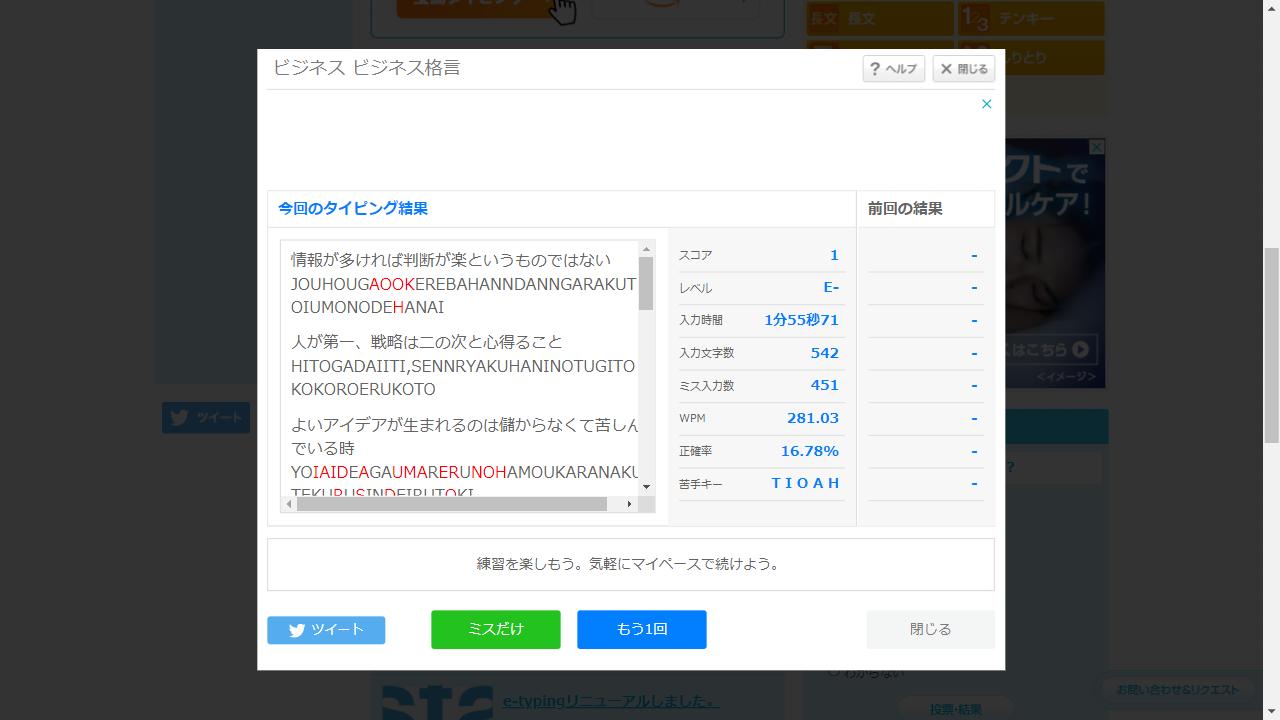 長文 長文
テンキー
ビジネス ビジネス格言
? ヘルプ
× 閉じる
クトで
ルケア!
今回のタイピング結果
前回の結果
情報が多ければ判断が楽というものではない
JOUHOUGAOOKEREBAHANNDANNGARAKUT
OIUMONODEHANAI
人が第一、戦略は二の次と心得ること
HITOGADAIITI,SENNRYAKUHANINOTUGITO
KOKOROERUKOTO
よいアイデアが生まれるのは儲からなくて苦しん
でいる時
YOIAIDEAGAUMARERUNOHAMOUKARANAKU
TEKURUSINDEIRUTOKI
スコア 1 -
レベル E- -
入力時間 1分55秒71 -
入力文字数 542 -
ミス入力数 451 -
WPM 281.03 -
正確率 16.78% -
苦手キー T I O A H -
はこちら
<イメージ>
ツイート
?
練習を楽しもう。気軽にマイペースで続けよう。
ツイート
ミスだけ
もう1回
閉じる
わからない
お問い合わせ&リクエスト
e-typingリニューアルしました。
投票・結果